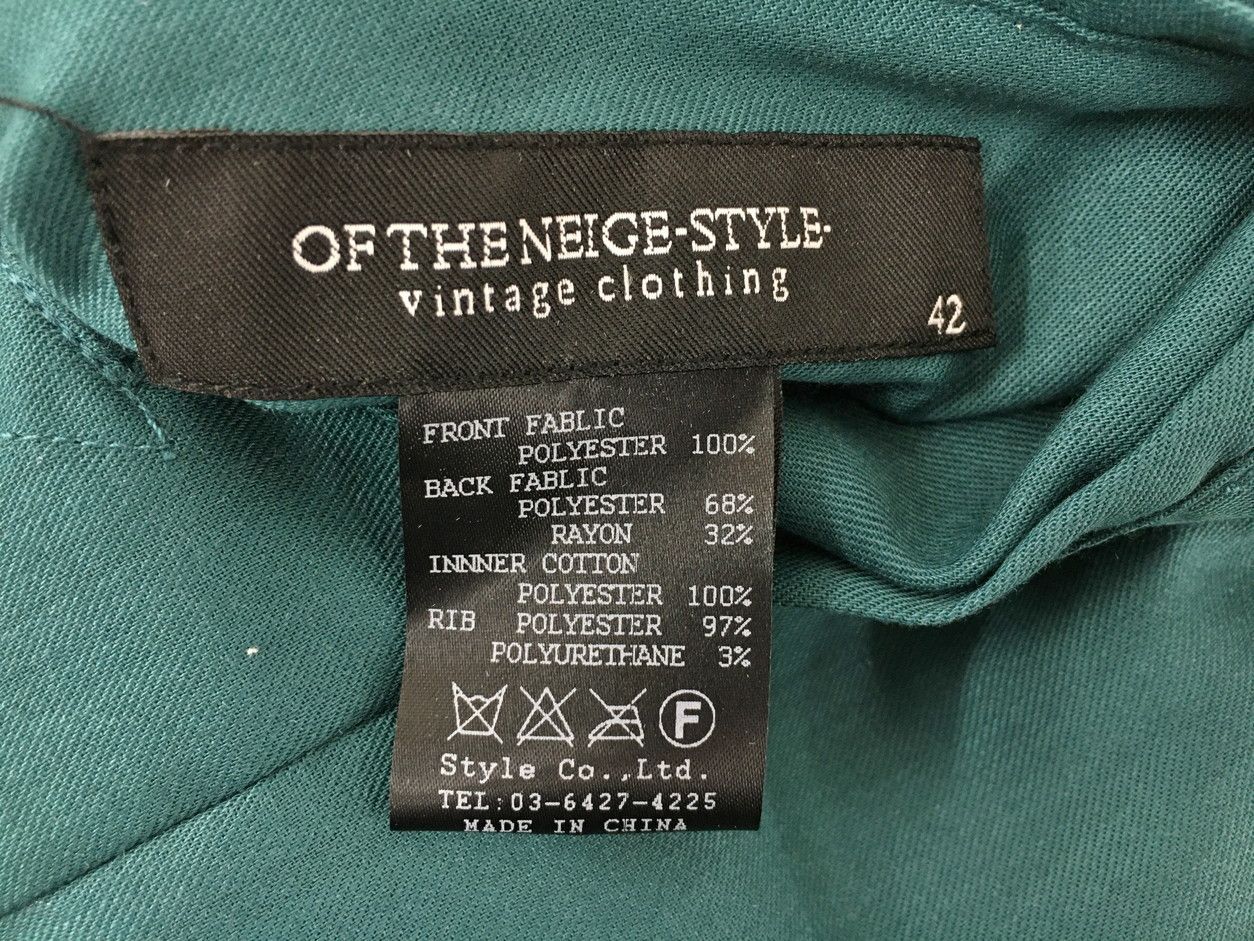 OF THE NEIGE-STYLE-
vintage clothing
42
FRONT FABLIC
POLYESTER 100%
BACK FABLIC
POLYESTER 68%
RAYON 32%
INNNER COTTON
POLYESTER 100%
RIB POLYESTER 97%
POLYURETHANE 3%
F
Style Co.,Ltd.
TEL:03-6427-4225
MADE IN CHINA